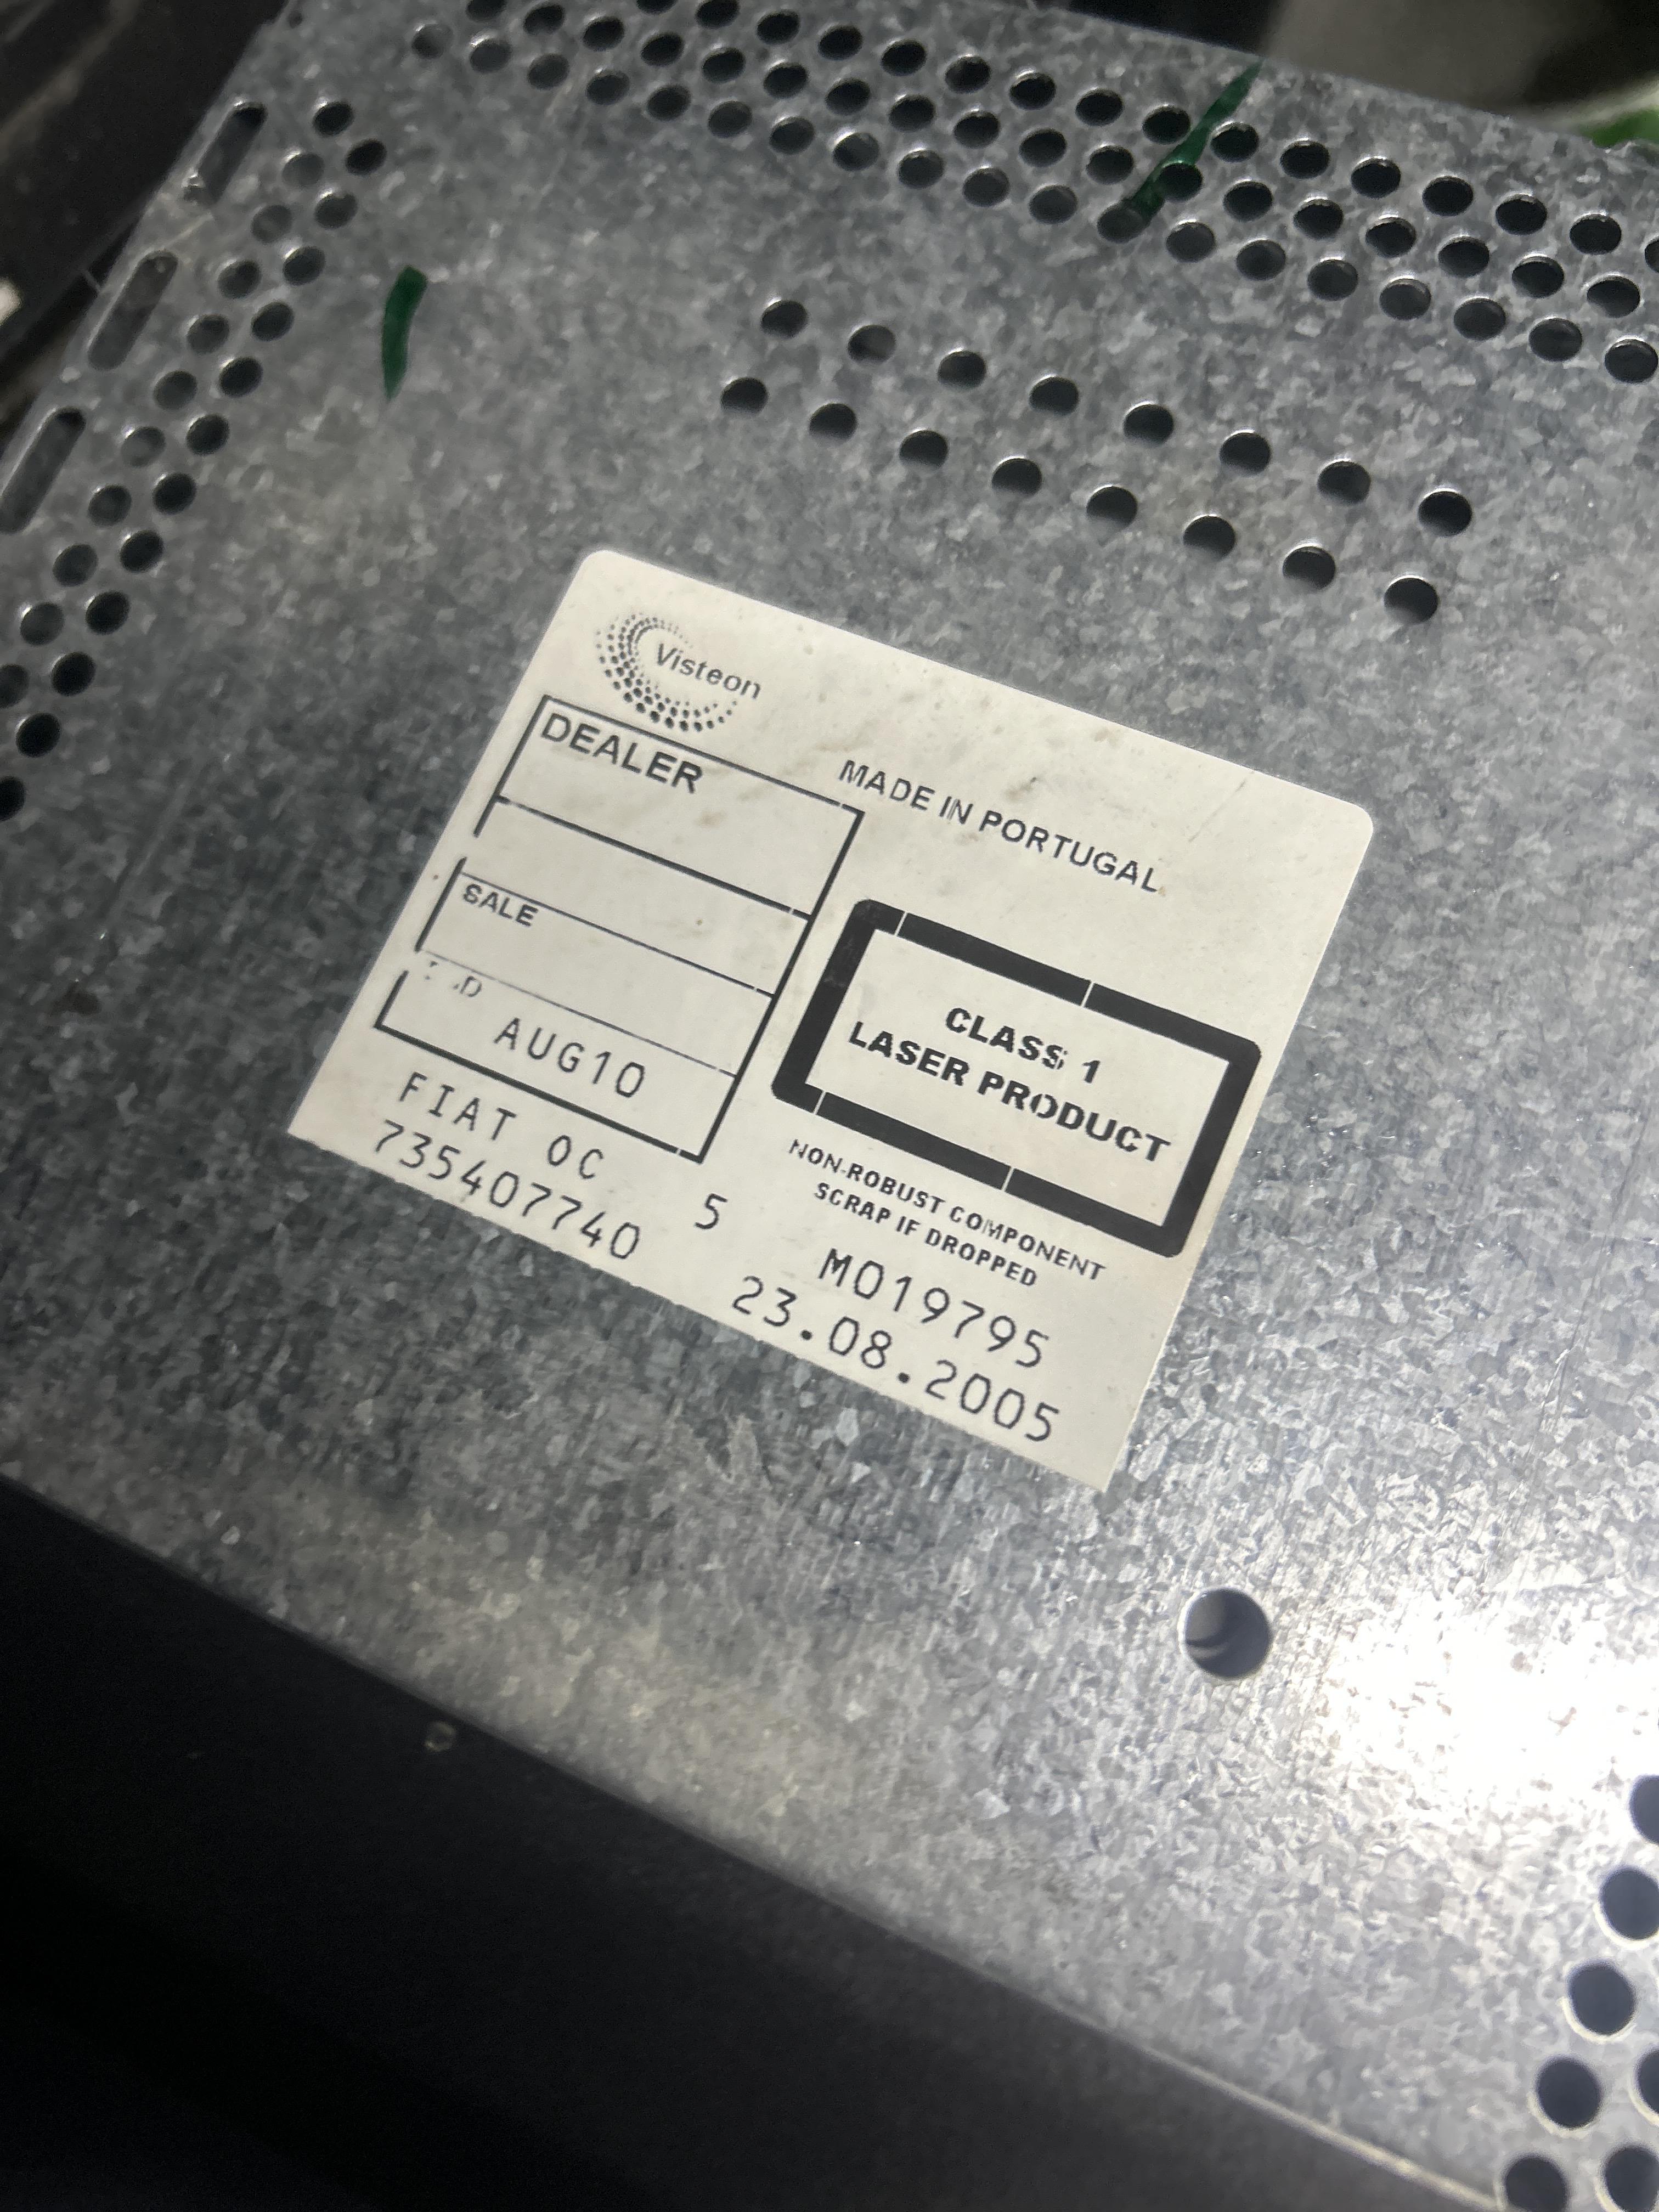 Visteon
DEALER
MADE IN PORTUGAL
SALE
AUG10
CLASS 1
LASER PRODUCT
FIAT OC 5
735407740
NON-ROBUST COMPONENT
SCRAP IF DROPPED
M019795
23.08.2005